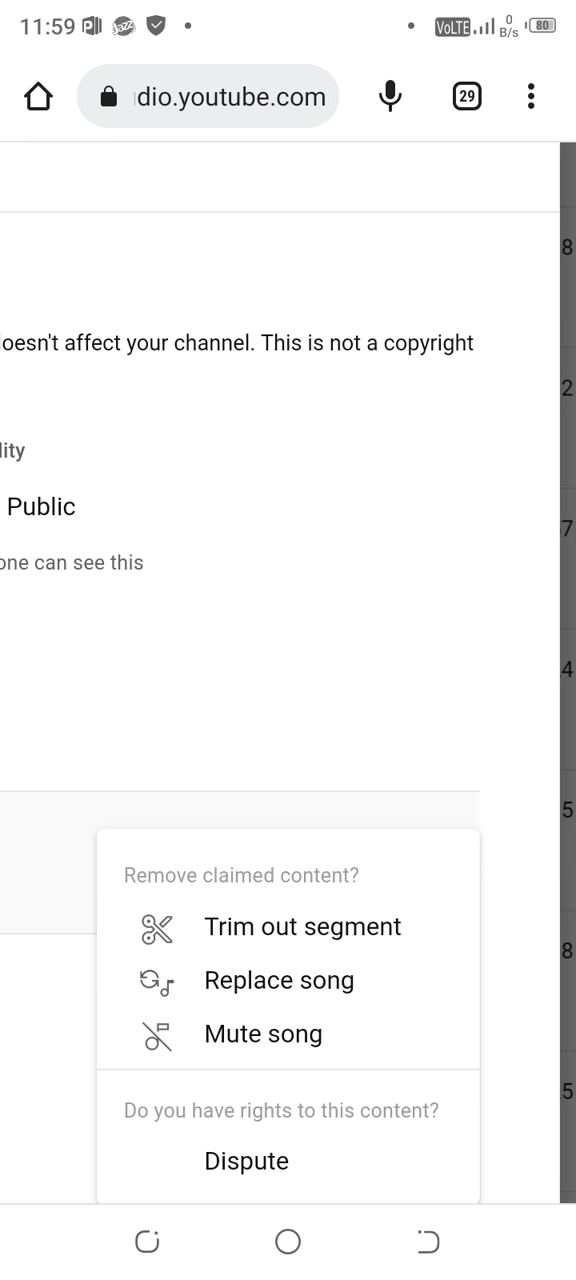 11:59 Jazz VoLTE 0 B/s 80
dio.youtube.com 29
8
oesn't affect your channel. This is not a copyright
2
lity
Public
7
one can see this
4
5
Remove claimed content?
Trim out segment
8
Replace song
Mute song
5
Do you have rights to this content?
Dispute